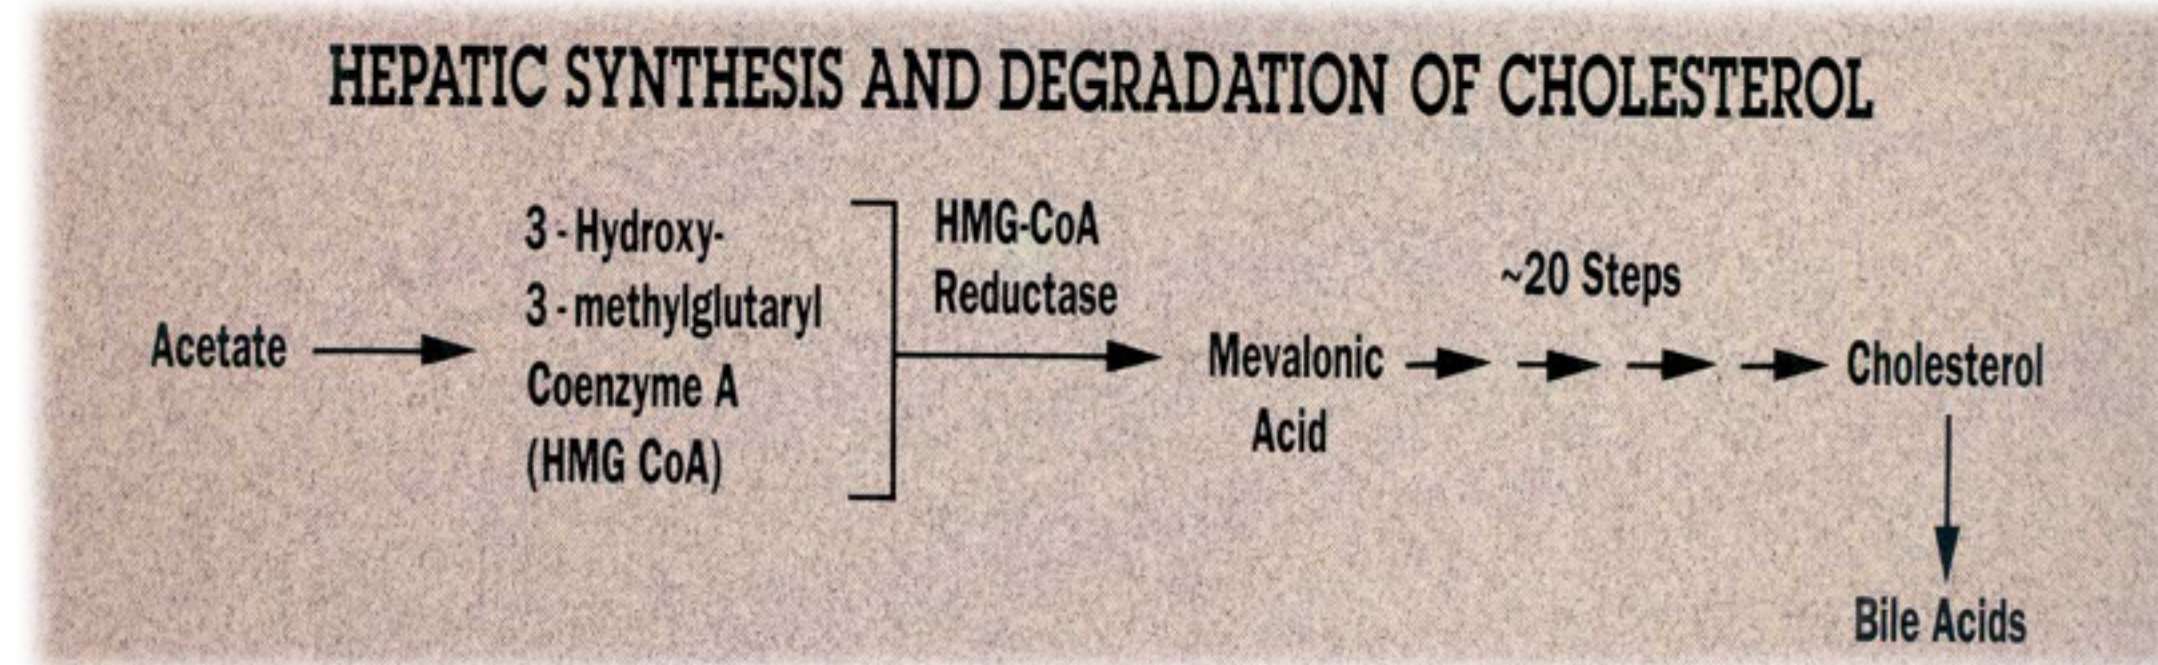 HEPATIC SYNTHESIS AND DEGRADATION OF CHOLESTEROL
Acetate
3 - Hydroxy-
3 - methylglutaryl
Coenzyme A
(HMG CoA)
HMG-CoA
Reductase
Mevalonic
Acid
~20 Steps
Cholesterol
Bile Acids